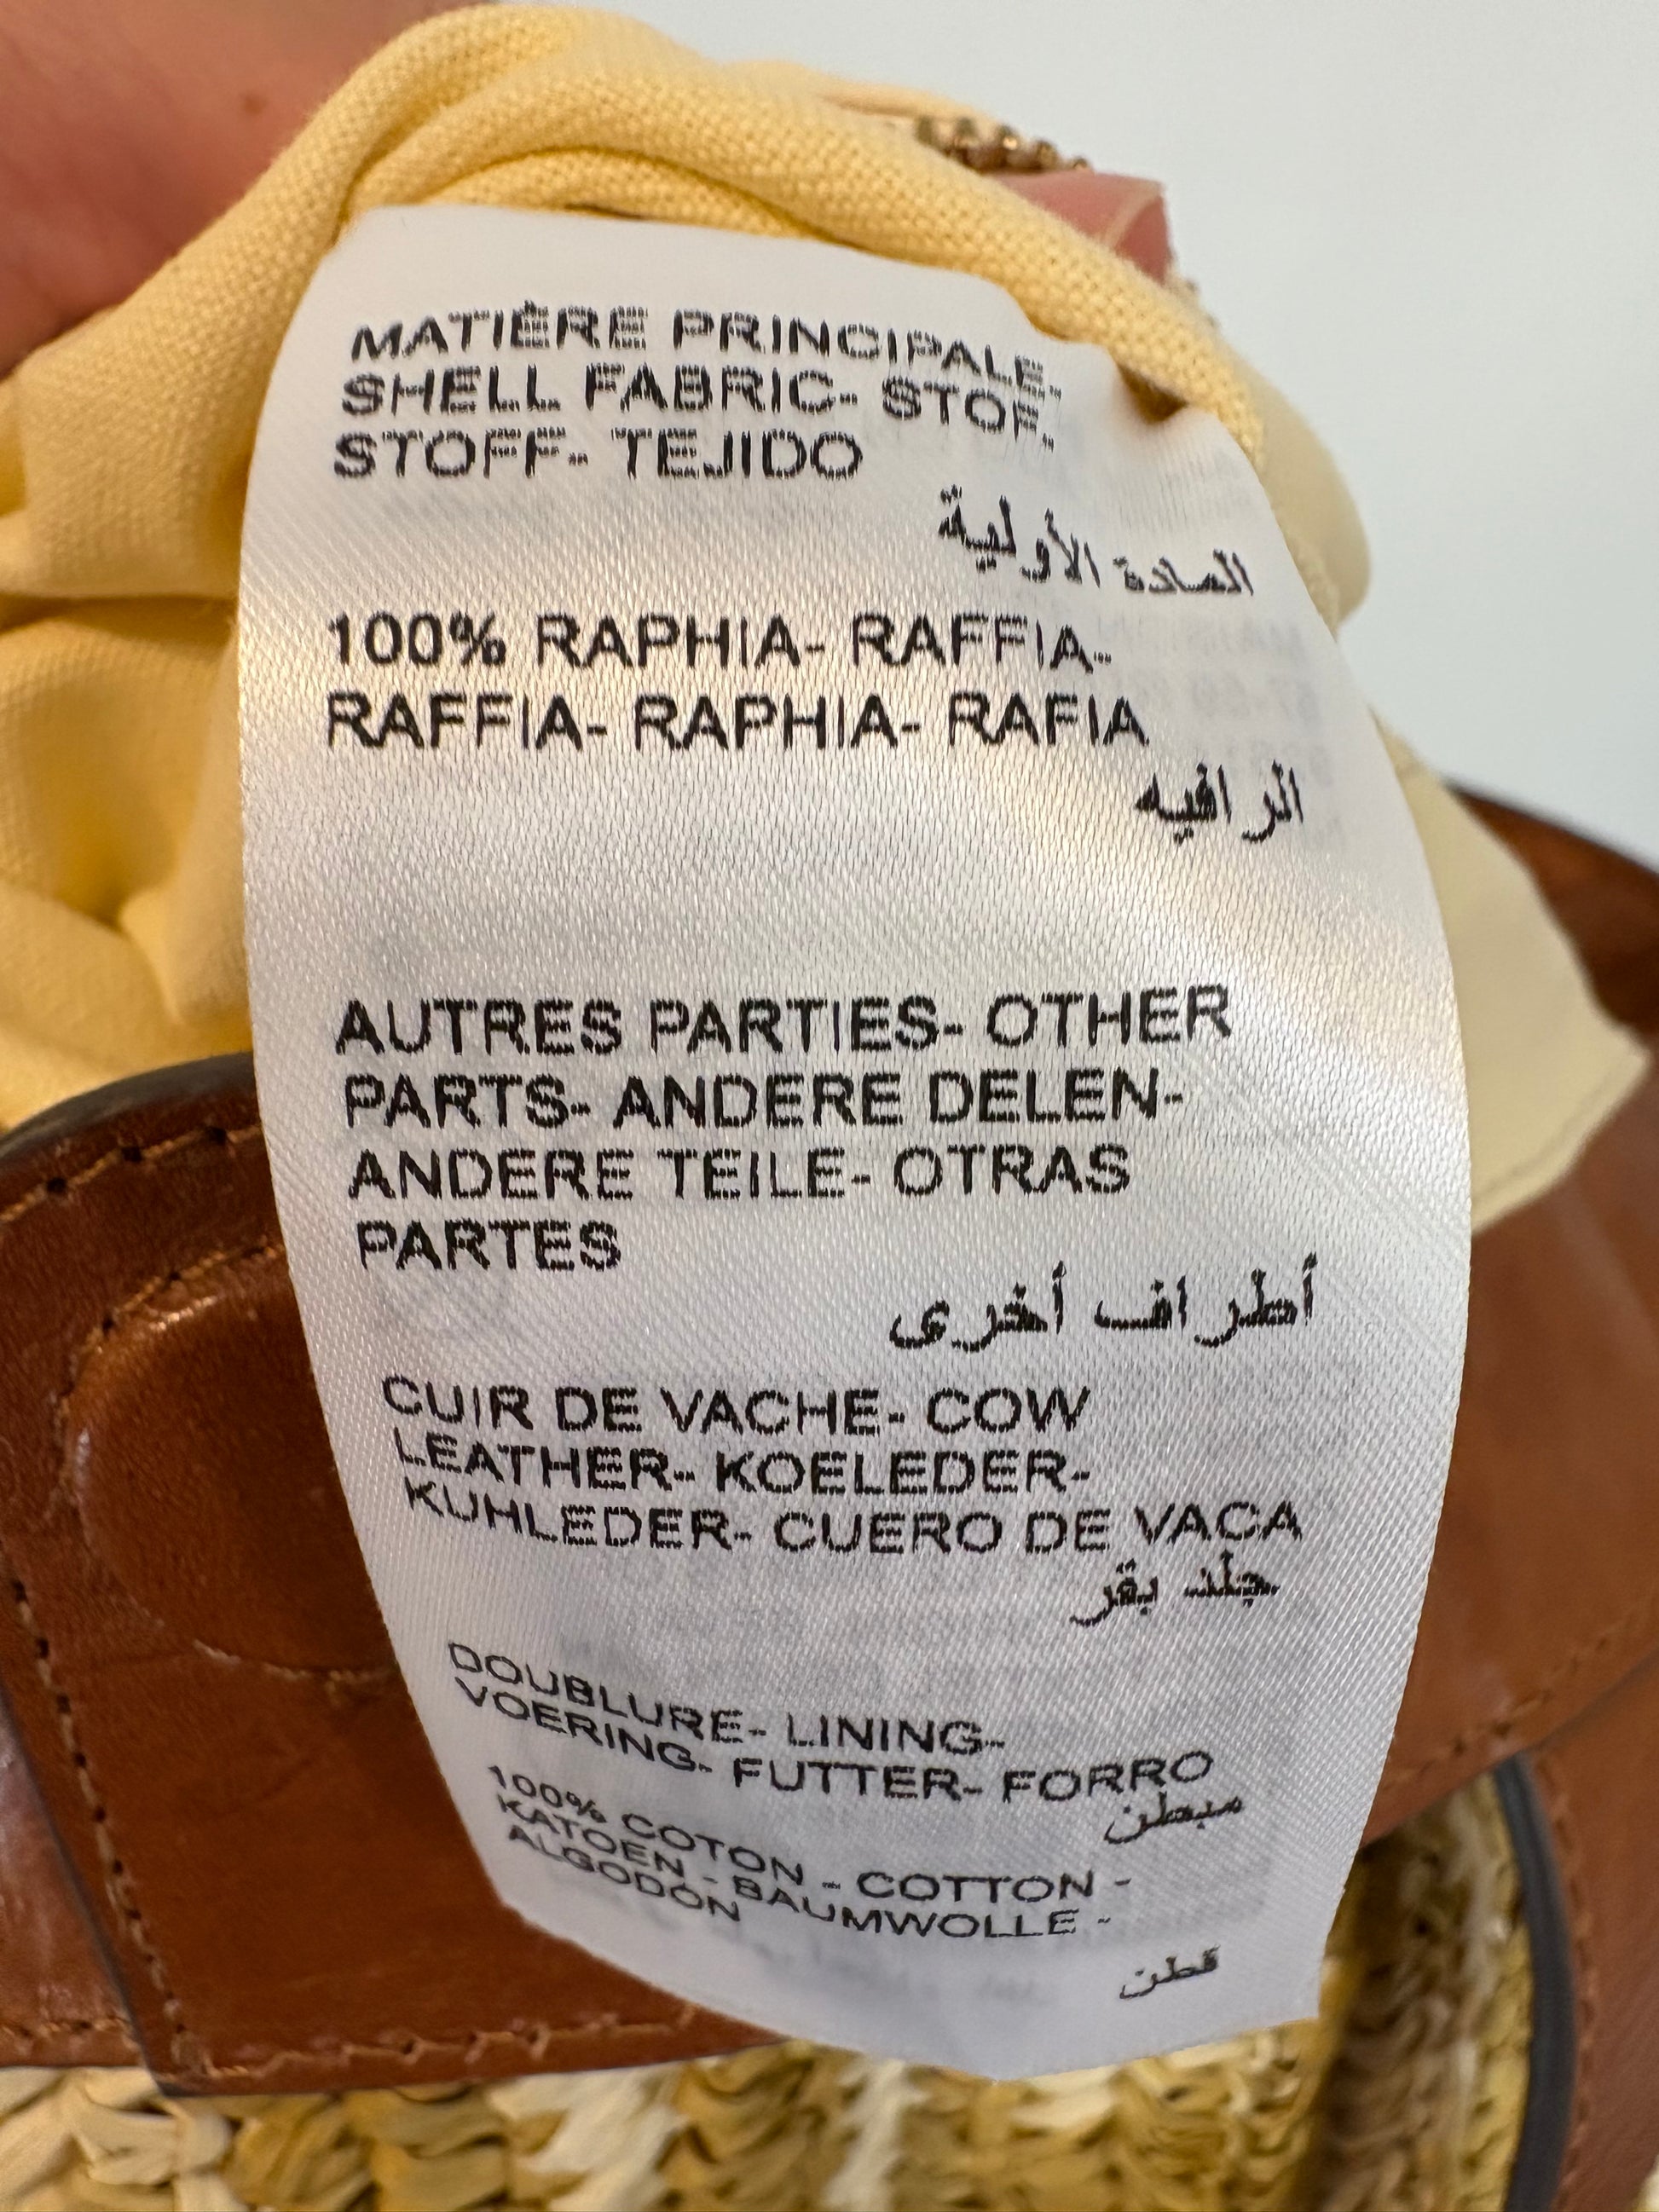 MATIÈRE PRINCIPALE-
SHELL FABRIC- STOF-
STOFF- TEJIDO
المادة الأولية
100% RAPHIA- RAFFIA-
RAFFIA- RAPHIA- RAFIA
الرافيه
AUTRES PARTIES- OTHER
PARTS- ANDERE DELEN-
ANDERE TEILE- OTRAS
PARTES
أطراف أخرى
CUIR DE VACHE- COW
LEATHER- KOELEDER-
KUHLEDER- CUERO DE VACA
جلد بقر
DOUBLURE- LINING-
VOERING- FUTTER- FORRO
مبطن
100% COTON - COTTON -
KATOEN - BAUMWOLLE -
ALGODÓN
قطن